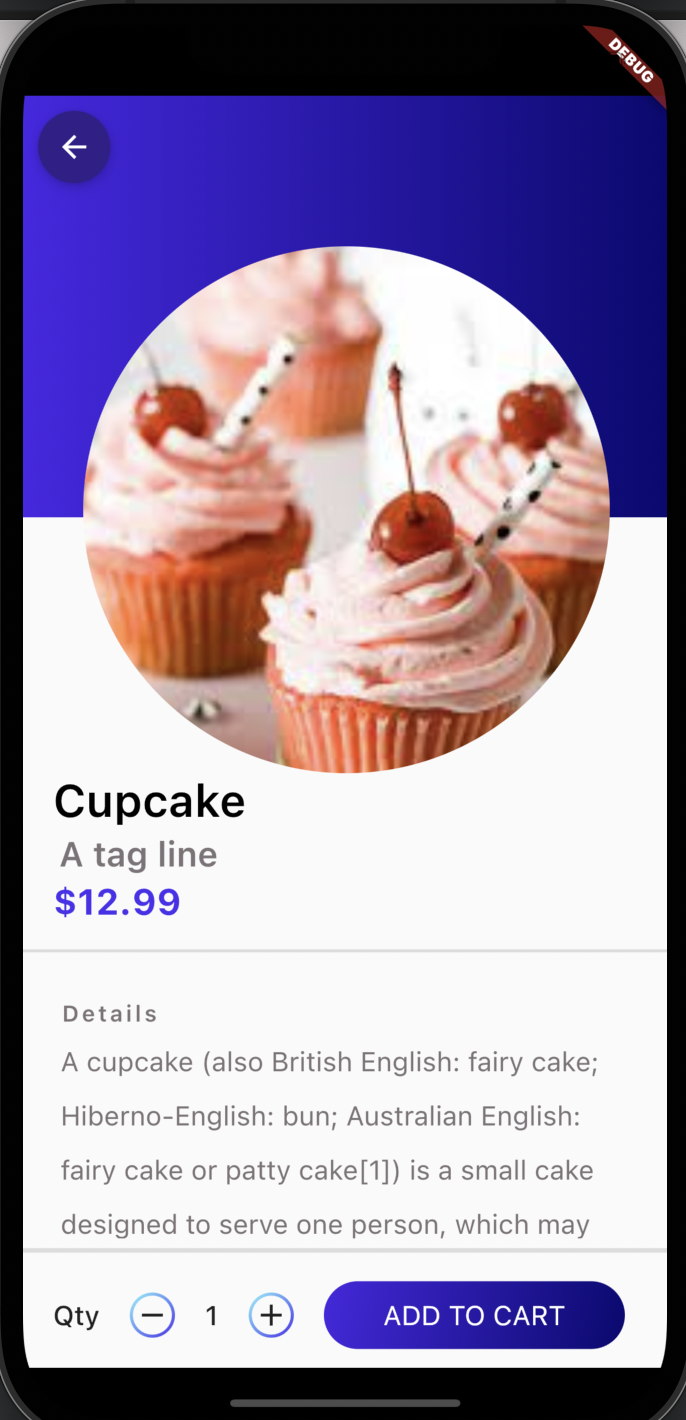 DEBUG
Cupcake
A tag line
$12.99
Details
A cupcake (also British English: fairy cake;
Hiberno-English: bun; Australian English:
fairy cake or patty cake[1]) is a small cake
designed to serve one person, which may
Qty 1 ADD TO CART